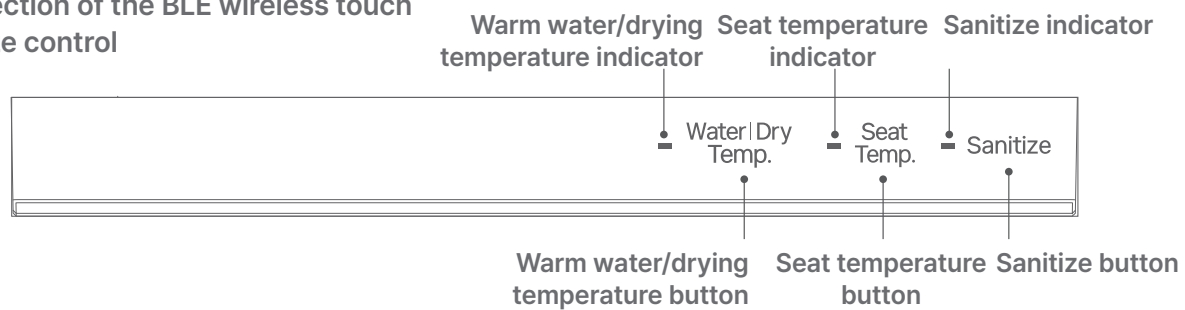 of the BLE wireless touch
control
Warm water/drying
temperature indicator
Seat temperature
indicator
Sanitize indicator
Water|Dry
Temp.
Seat
Temp.
Sanitize
Warm water/drying
temperature button
Seat temperature
button
Sanitize button